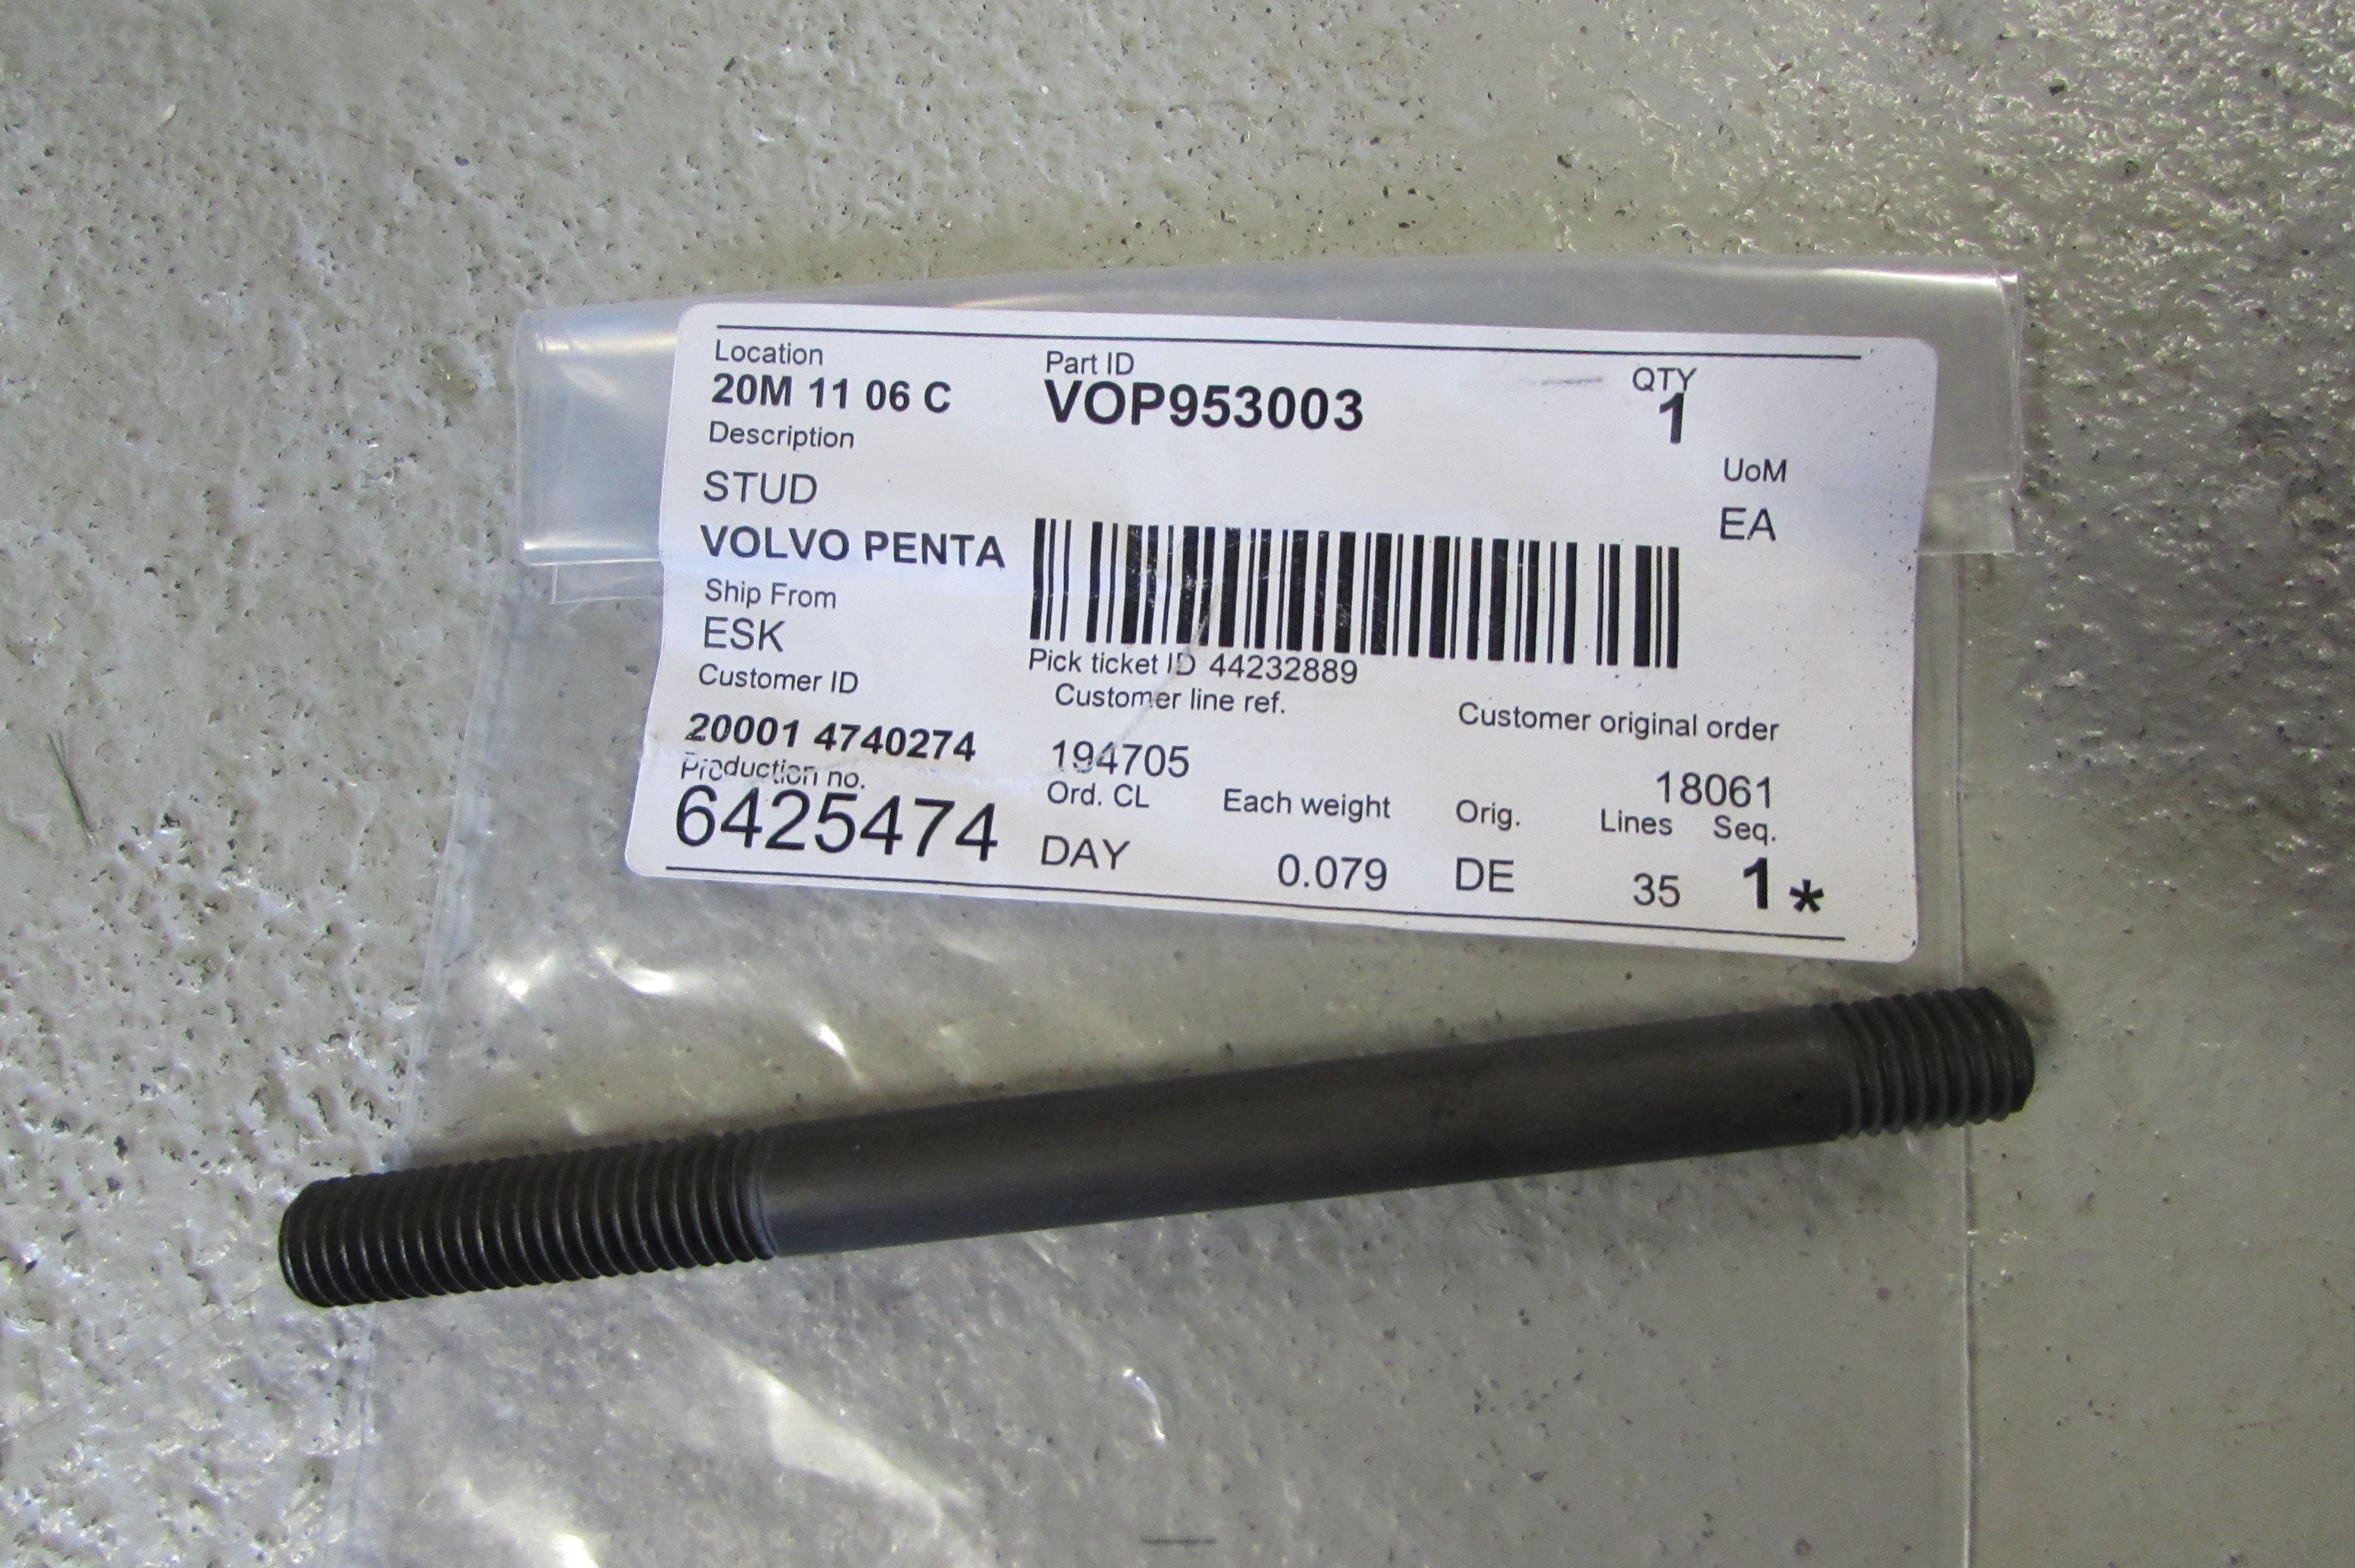 Location Part ID QTY
20M 11 06 C VOP953003 1
Description UoM
STUD EA
VOLVO PENTA
Ship From
ESK
Pick ticket ID 44232889
Customer ID Customer line ref. Customer original order
20001 4740274 194705 18061
Production no. Ord. CL Each weight Orig. Lines Seq.
6425474 DAY 0.079 DE 35 1*